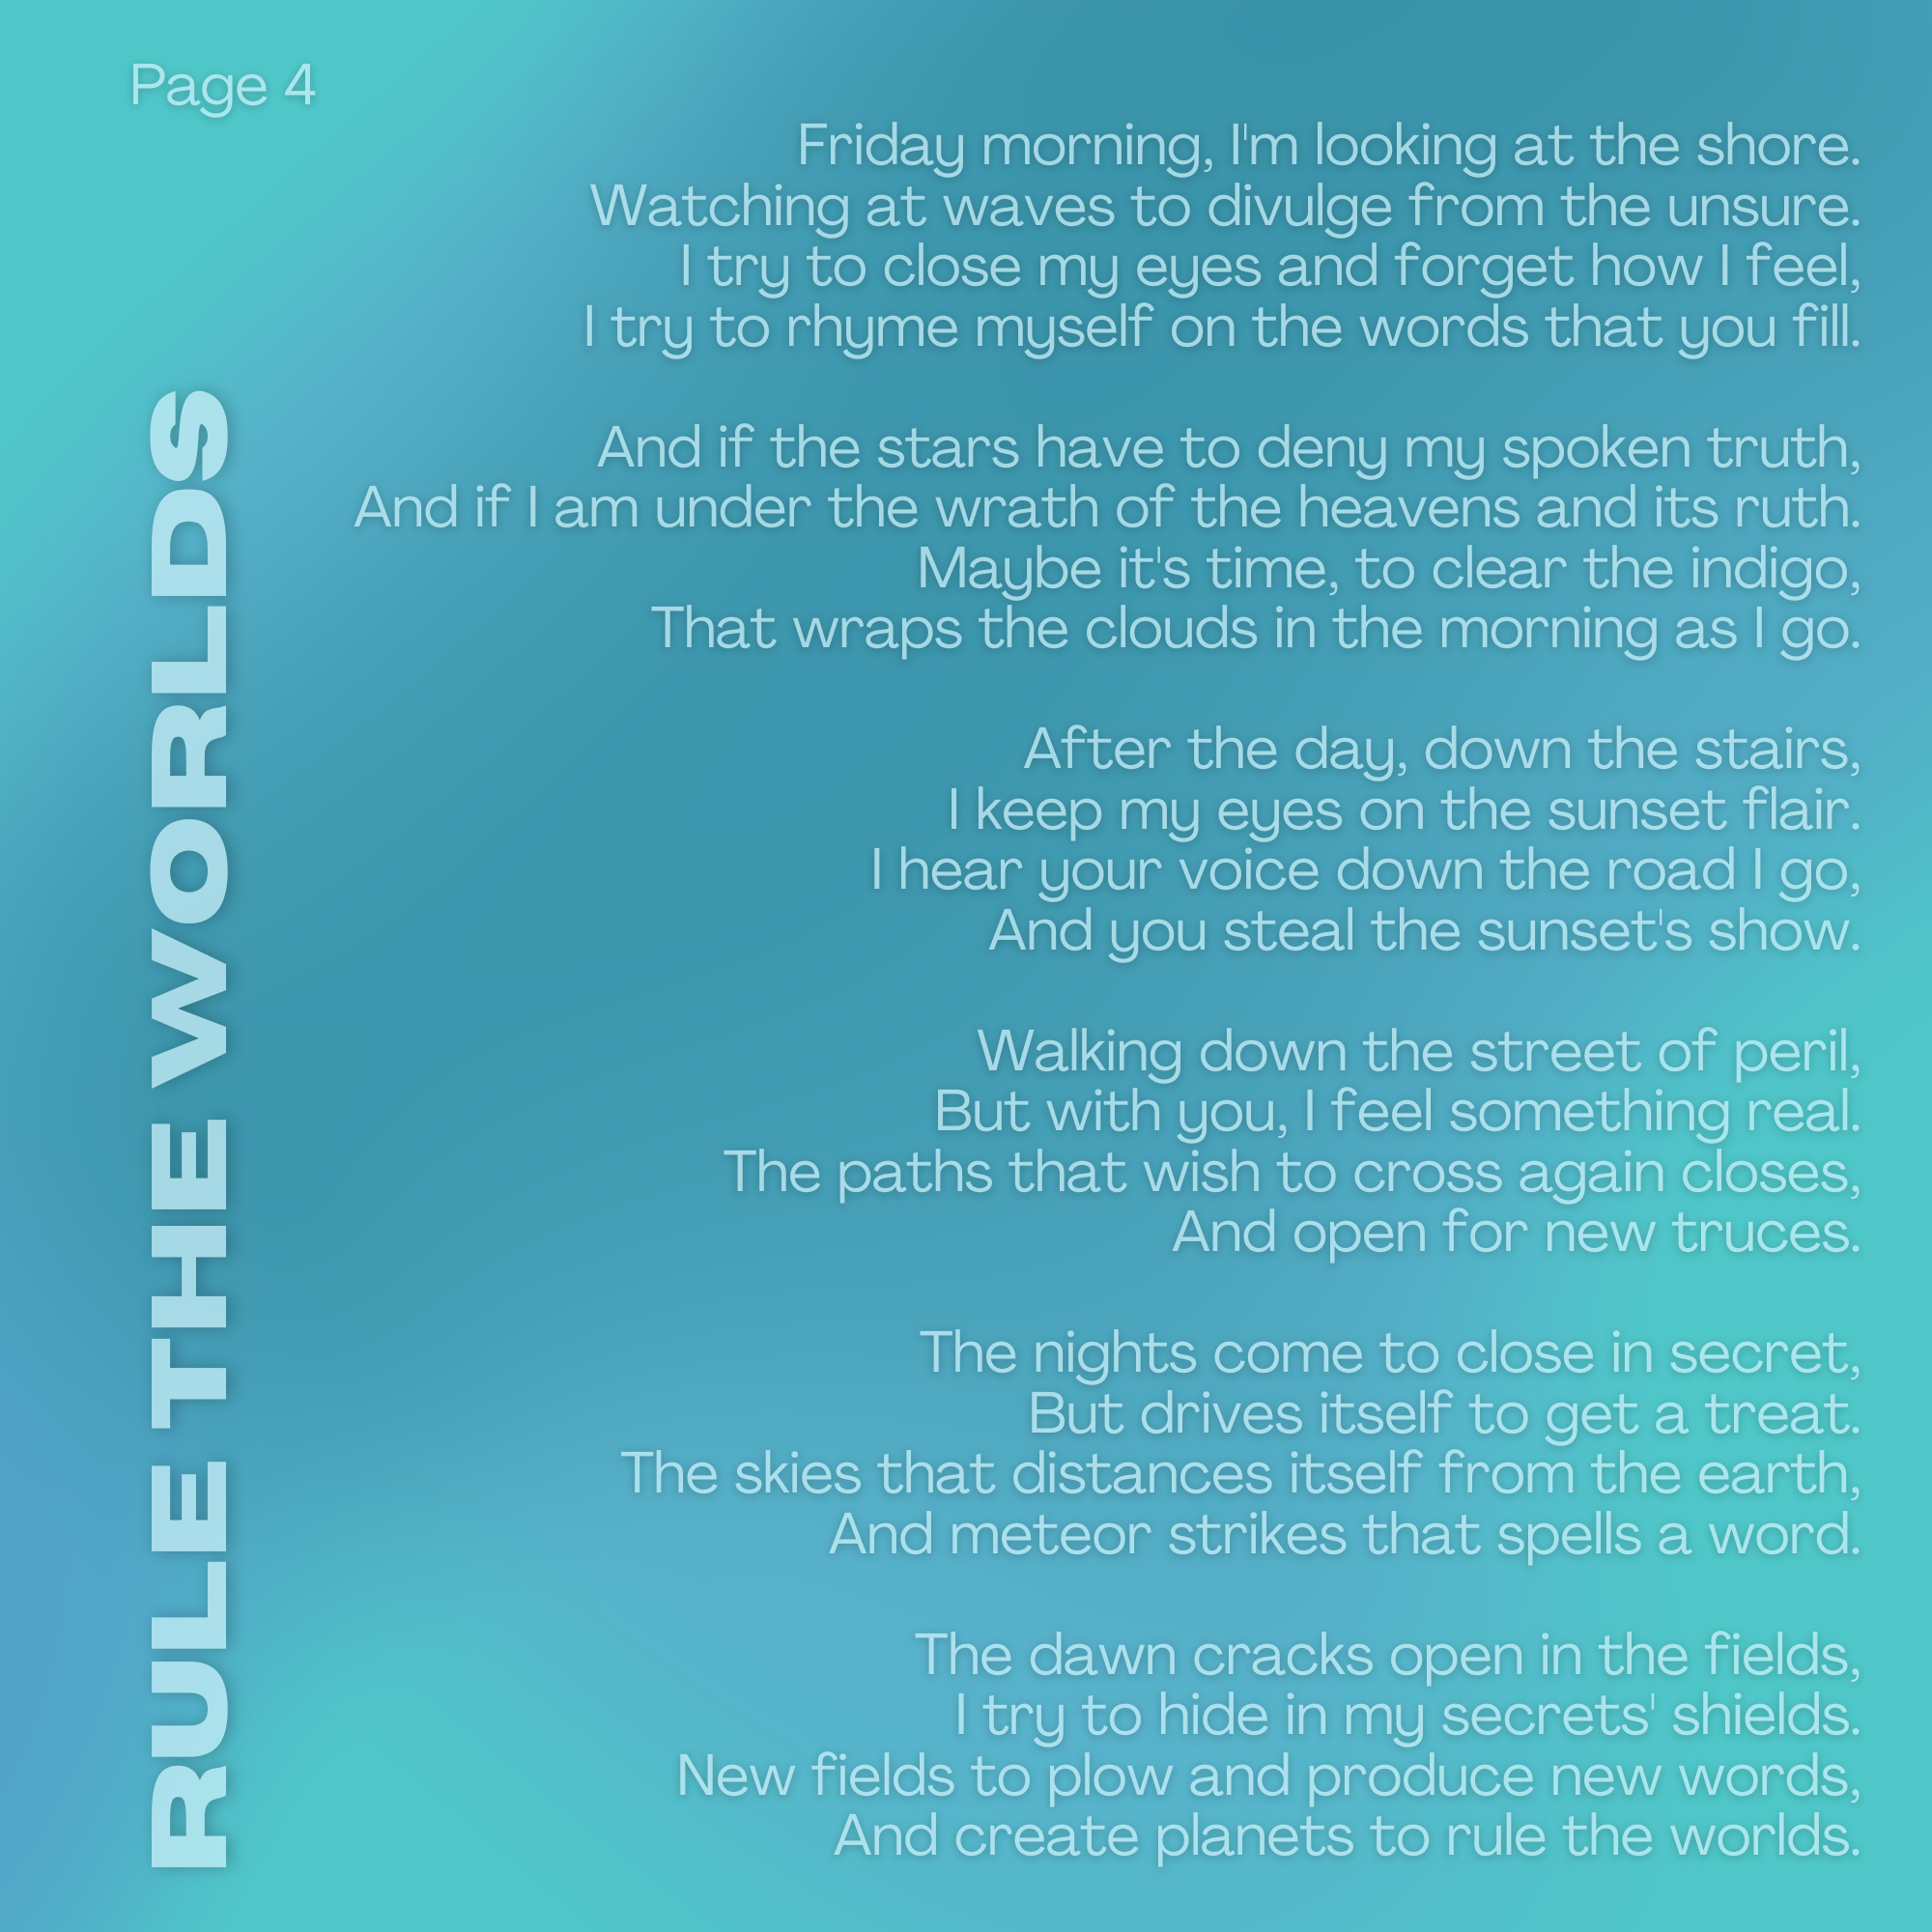 Page 4
RULE THE WORLDS
Friday morning, I'm looking at the shore.
Watching at waves to divulge from the unsure.
I try to close my eyes and forget how I feel,
I try to rhyme myself on the words that you fill.
And if the stars have to deny my spoken truth,
And if I am under the wrath of the heavens and its ruth.
Maybe it's time, to clear the indigo,
That wraps the clouds in the morning as I go.
After the day, down the stairs,
I keep my eyes on the sunset flair.
I hear your voice down the road I go,
And you steal the sunset's show.
Walking down the street of peril,
But with you, I feel something real.
The paths that wish to cross again closes,
And open for new truces.
The nights come to close in secret,
But drives itself to get a treat.
The skies that distances itself from the earth,
And meteor strikes that spells a word.
The dawn cracks open in the fields,
I try to hide in my secrets' shields.
New fields to plow and produce new words,
And create planets to rule the worlds.